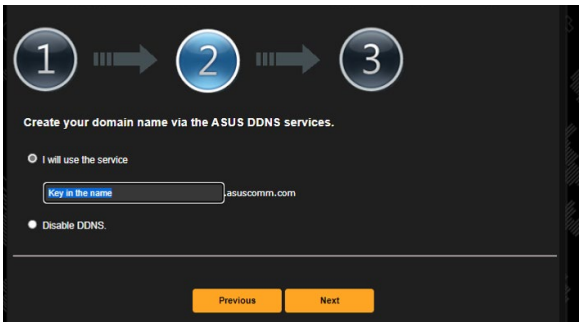 1 2 3
Create your domain name via the ASUS DDNS services.
I will use the service
Key in the name .asuscomm.com
Disable DDNS.
Previous Next